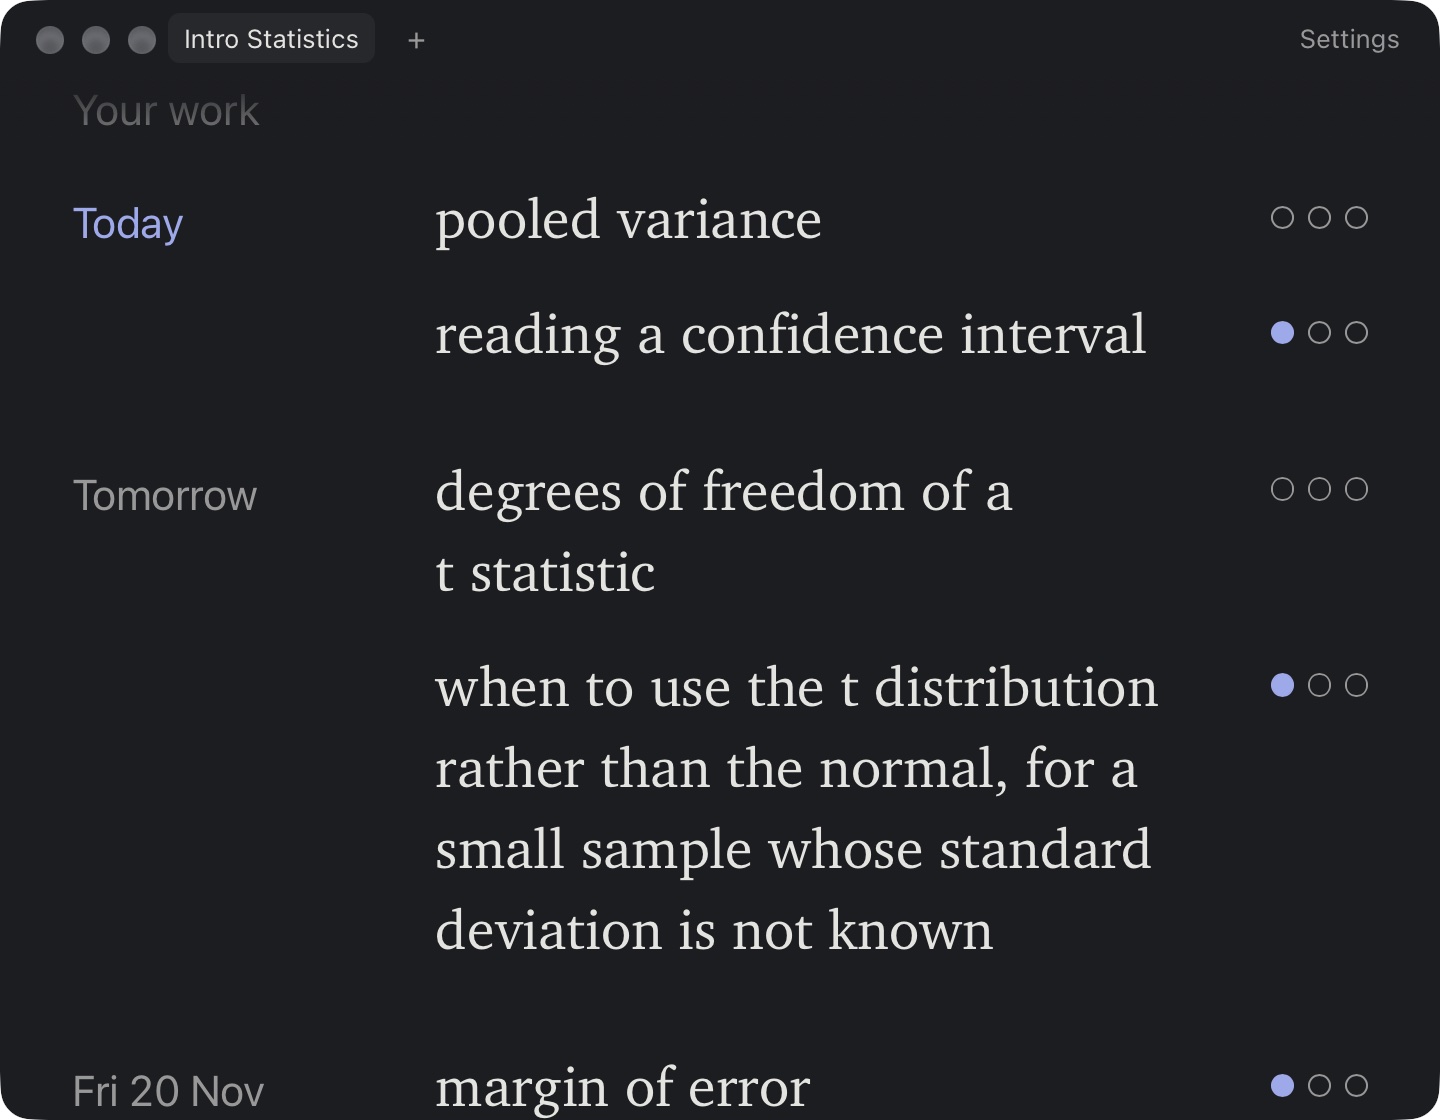 Intro Statistics
+
Settings
Your work
Today
pooled variance
reading a confidence interval
Tomorrow
degrees of freedom of a
t statistic
when to use the t distribution
rather than the normal, for a
small sample whose standard
deviation is not known
Fri 20 Nov
margin of error